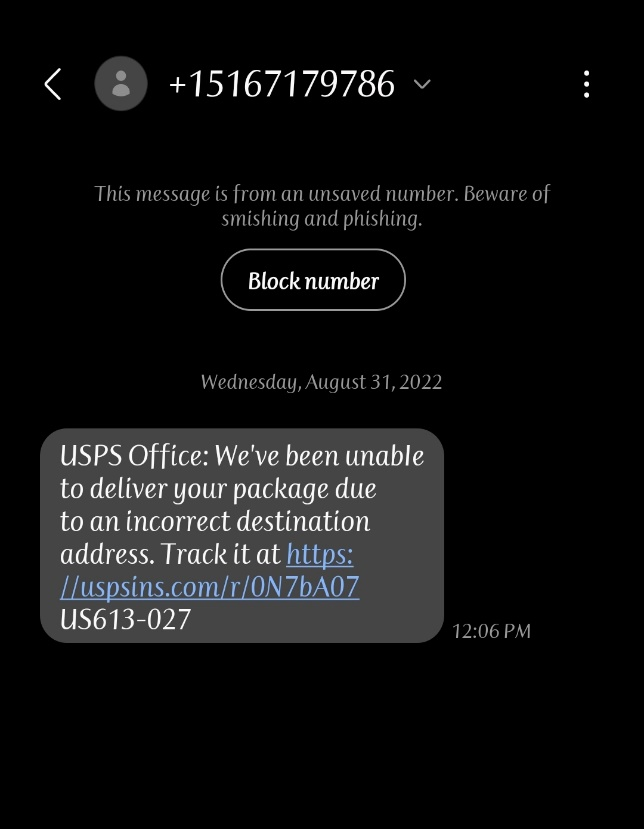 +15167179786
This message is from an unsaved number. Beware of
smishing and phishing.
Block number
Wednesday, August 31, 2022
USPS Office: We've been unable
to deliver your package due
to an incorrect destination
address. Track it at https:
//uspsins.com/r/0N7bA07
US613-027
12:06 PM